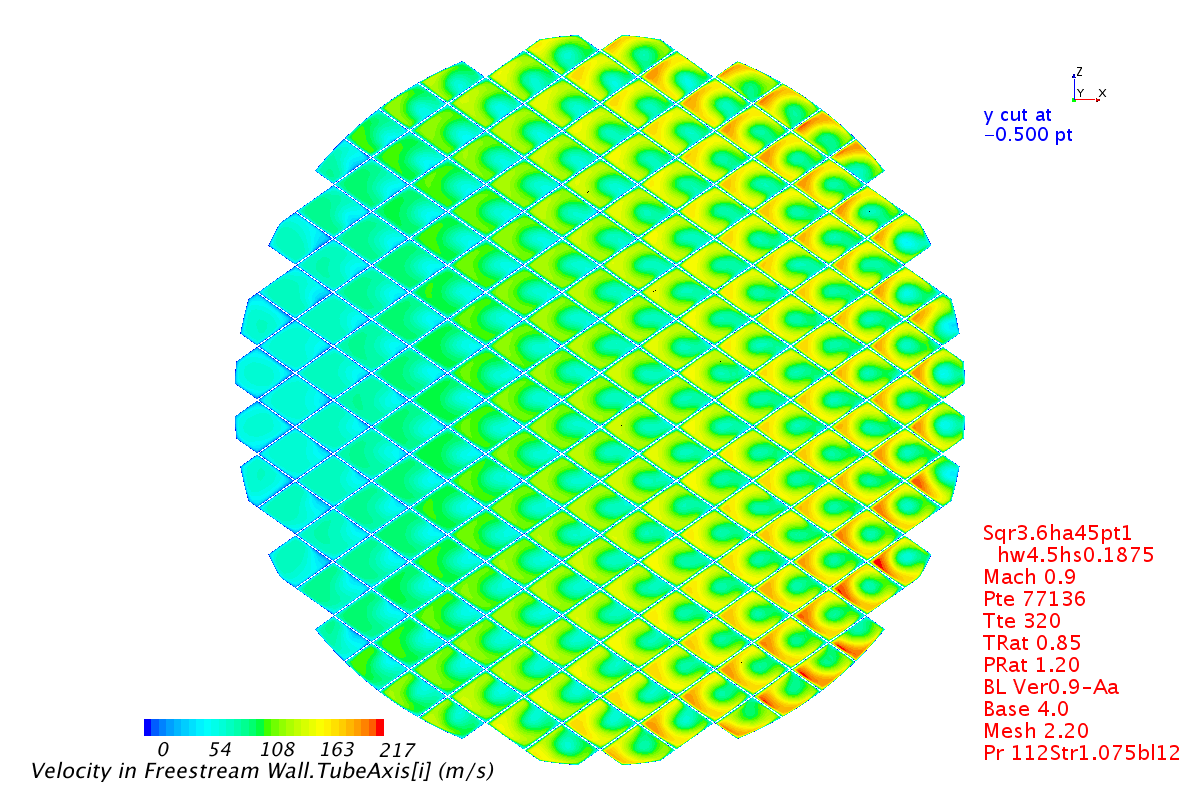 Z
Y X
y cut at
−0.500 pt
Sqr3.6ha45pt1
hw4.5hs0.1875
Mach 0.9
Pte 77136
Tte 320
TRat 0.85
PRat 1.20
BL Ver0.9−Aa
Base 4.0
Mesh 2.20
Pr 112Str1.075bl12
0 54 108 163 217
Velocity in Freestream Wall.TubeAxis[i] (m/s)